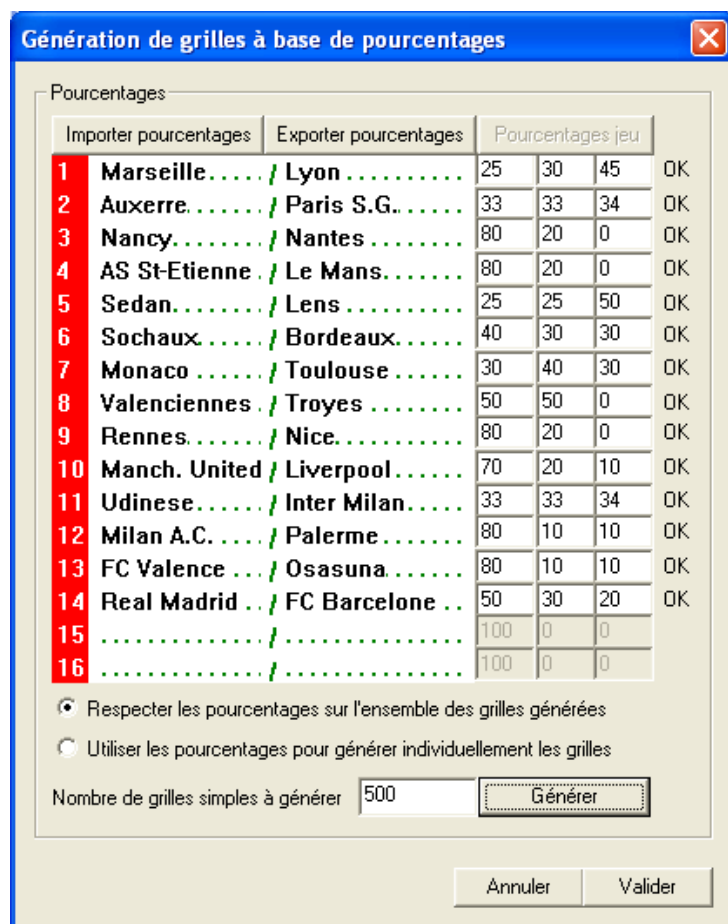 Génération de grilles à base de pourcentages
Pourcentages
Importer pourcentages Exporter pourcentages Pourcentages jeu
1 Marseille..... / Lyon .......... 25 30 45 OK
2 Auxerre....... / Paris S.G....... 33 33 34 OK
3 Nancy........ / Nantes ........ 80 20 0 OK
4 AS St-Etienne . / Le Mans....... 80 20 0 OK
5 Sedan........ / Lens .......... 25 25 50 OK
6 Sochaux...... / Bordeaux...... 40 30 30 OK
7 Monaco ...... / Toulouse ...... 30 40 30 OK
8 Valenciennes . / Troyes ........ 50 50 0 OK
9 Rennes....... / Nice.......... 80 20 0 OK
10 Manch. United / Liverpool...... 70 20 10 OK
11 Udinese...... / Inter Milan..... 33 33 34 OK
12 Milan A.C. .... / Palerme ....... 80 10 10 OK
13 FC Valence ... / Osasuna....... 80 10 10 OK
14 Real Madrid .. / FC Barcelone .. 50 30 20 OK
15 ............. / .............. 100 0 0
16 ............. / .............. 100 0 0
Respecter les pourcentages sur l'ensemble des grilles générées
Utiliser les pourcentages pour générer individuellement les grilles
Nombre de grilles simples à générer 500 Générer
Annuler Valider